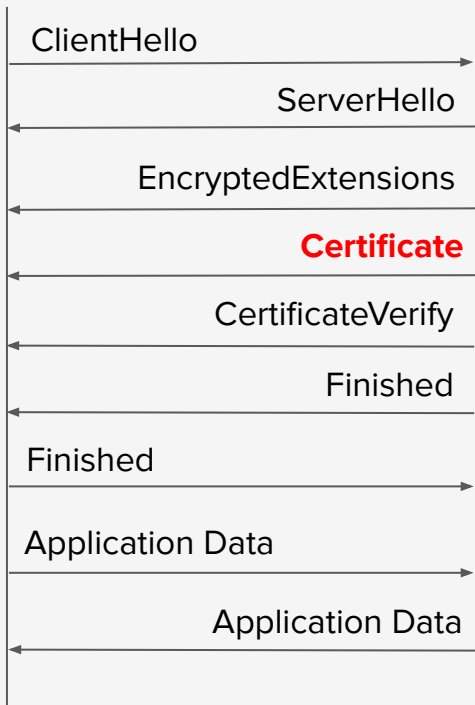 ClientHello
ServerHello
EncryptedExtensions
Certificate
CertificateVerify
Finished
Finished
Application Data
Application Data